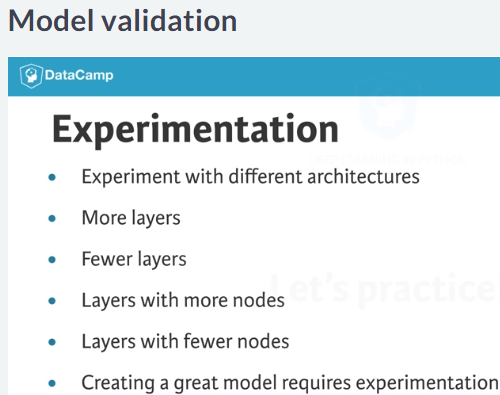 Model validation
DataCamp
Experimentation
Experiment with different architectures
More layers
Fewer layers
Let's practice
Layers with more nodes
Layers with fewer nodes
Creating a great model requires experimentation